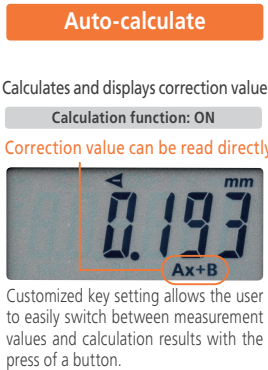 Auto-calculate
Calculates and displays correction value
Calculation function: ON
Correction value can be read directly
mm
0.193
Ax+B
Customized key setting allows the user
to easily switch between measurement
values and calculation results with the
press of a button.